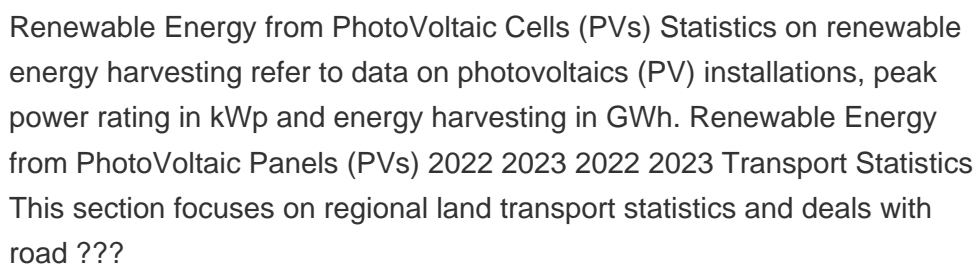 Renewable Energy from PhotoVoltaic Cells (PVs) Statistics on renewable
energy harvesting refer to data on photovoltaics (PV) installations, peak
power rating in kWp and energy harvesting in GWh. Renewable Energy
from PhotoVoltaic Panels (PVs) 2022 2023 2022 2023 Transport Statistics
This section focuses on regional land transport statistics and deals with
road ???